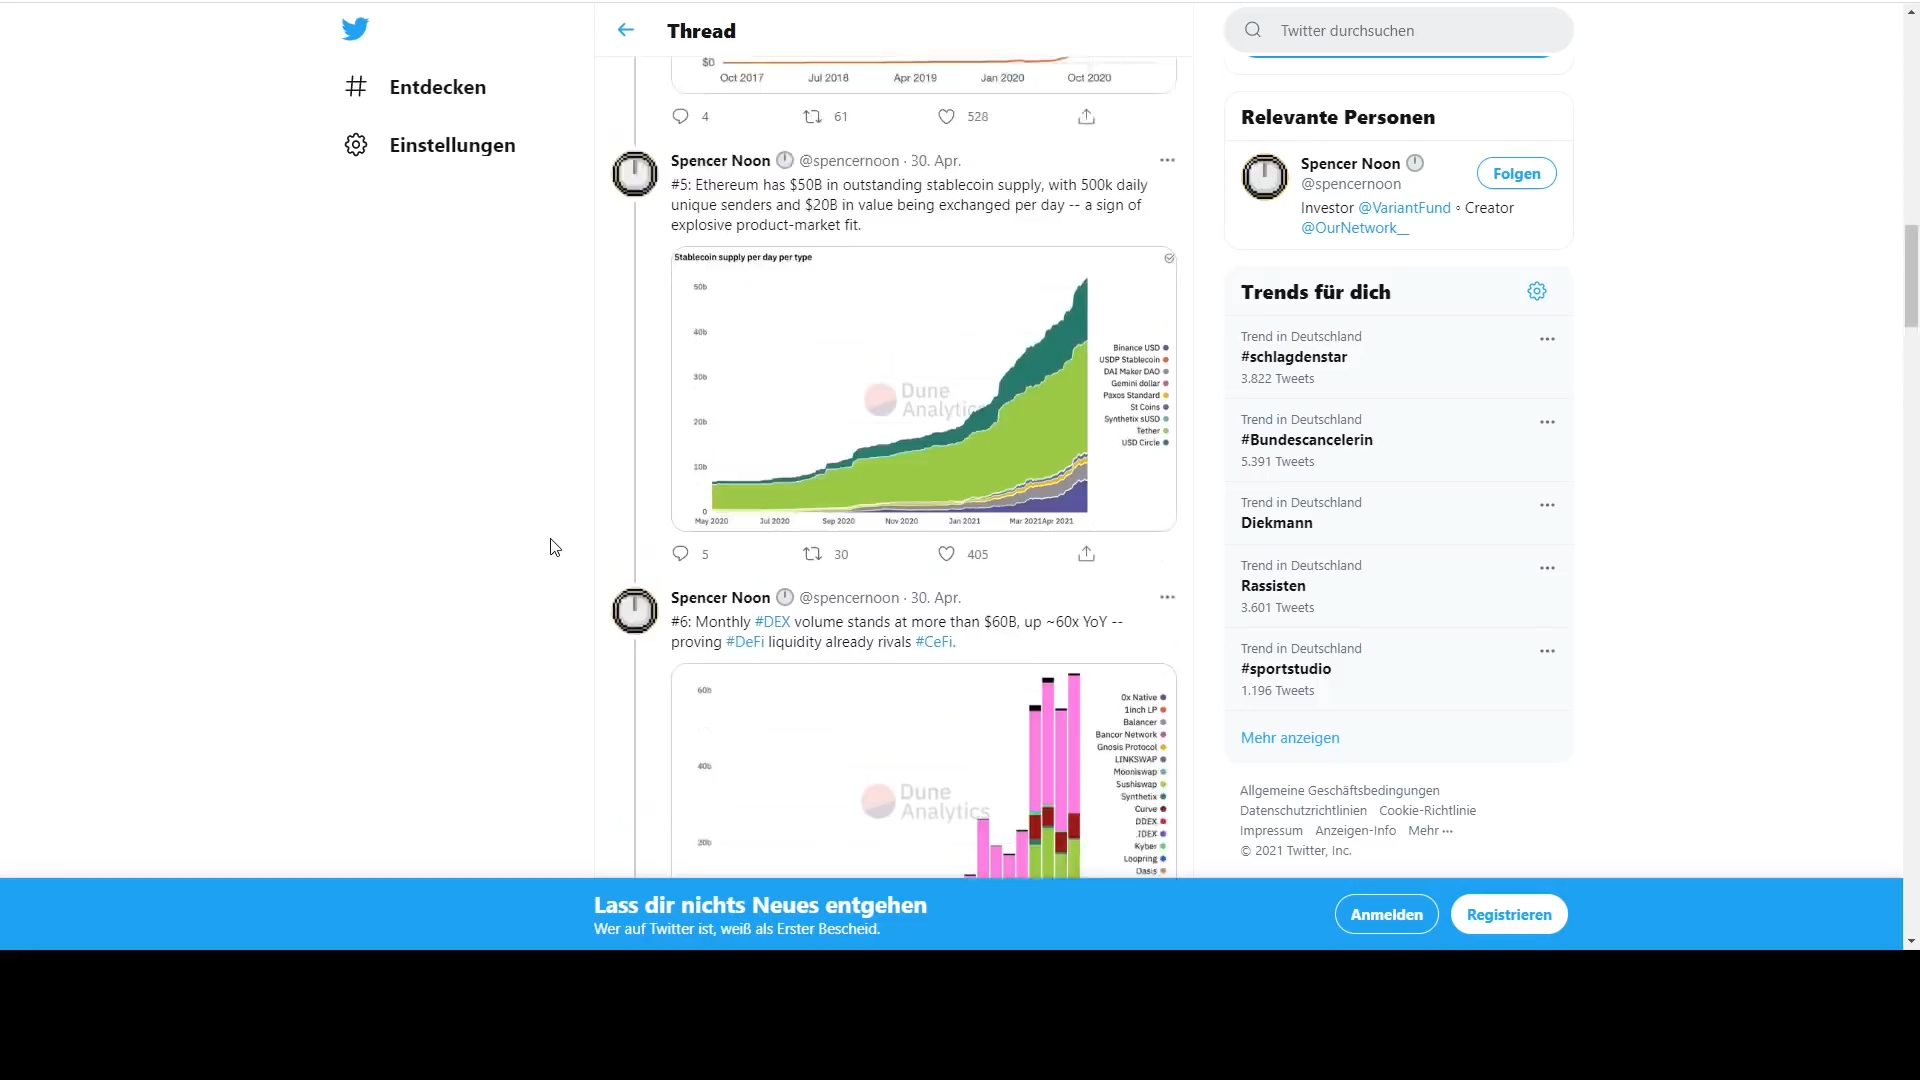 Thread
Twitter durchsuchen
Entdecken
Einstellungen
$0
Oct 2017 Jul 2018 Apr 2019 Jan 2020 Oct 2020
4 61 528
Spencer Noon @spencernoon · 30. Apr.
#5: Ethereum has $50B in outstanding stablecoin supply, with 500k daily
unique senders and $20B in value being exchanged per day -- a sign of
explosive product-market fit.
Stablecoin supply per day per type
50b
40b
30b
20b
10b
0
May 2020 Jul 2020 Sep 2020 Nov 2020 Jan 2021 Mar 2021 Apr 2021
Dune
Analytics
Binance USD
USDP Stablecoin
DAI Maker DAO
Gemini dollar
Paxos Standard
St Coins
Synthetix sUSD
Tether
USD Circle
5 30 405
Spencer Noon @spencernoon · 30. Apr.
#6: Monthly #DEX volume stands at more than $60B, up ~60x YoY --
proving #DeFi liquidity already rivals #CeFi.
60b
40b
20b
Dune
Analytics
0x Native
1inch LP
Balancer
Bancor Network
Gnosis Protocol
LINKSWAP
Mooniswap
Sushiswap
Synthetix
Curve
DDEX
IDEX
Kyber
Loopring
Oasis
Relevante Personen
Spencer Noon
@spencernoon
Folgen
Investor @VariantFund ▫ Creator
@OurNetwork__
Trends für dich
Trend in Deutschland
#schlagdenstar
3.822 Tweets
Trend in Deutschland
#Bundescancelerin
5.391 Tweets
Trend in Deutschland
Diekmann
Trend in Deutschland
Rassisten
3.601 Tweets
Trend in Deutschland
#sportstudio
1.196 Tweets
Mehr anzeigen
Allgemeine Geschäftsbedingungen
Datenschutzrichtlinien Cookie-Richtlinie
Impressum Anzeigen-Info Mehr ···
© 2021 Twitter, Inc.
Lass dir nichts Neues entgehen
Wer auf Twitter ist, weiß als Erster Bescheid.
Anmelden Registrieren